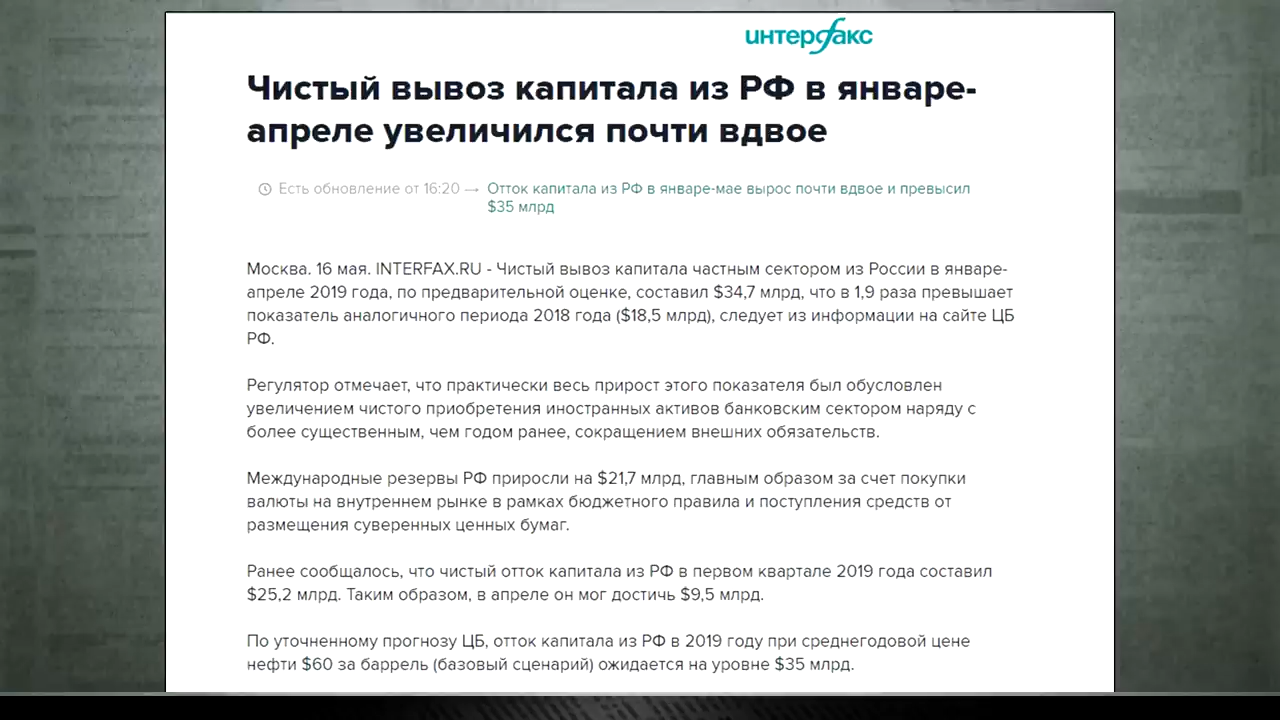 интерфакс
Чистый вывоз капитала из РФ в январе-
апреле увеличился почти вдвое
Есть обновление от 16:20 → Отток капитала из РФ в январе-мае вырос почти вдвое и превысил
$35 млрд
Москва. 16 мая. INTERFAX.RU - Чистый вывоз капитала частным сектором из России в январе-
апреле 2019 года, по предварительной оценке, составил $34,7 млрд, что в 1,9 раза превышает
показатель аналогичного периода 2018 года ($18,5 млрд), следует из информации на сайте ЦБ
РФ.
Регулятор отмечает, что практически весь прирост этого показателя был обусловлен
увеличением чистого приобретения иностранных активов банковским сектором наряду с
более существенным, чем годом ранее, сокращением внешних обязательств.
Международные резервы РФ приросли на $21,7 млрд, главным образом за счет покупки
валюты на внутреннем рынке в рамках бюджетного правила и поступления средств от
размещения суверенных ценных бумаг.
Ранее сообщалось, что чистый отток капитала из РФ в первом квартале 2019 года составил
$25,2 млрд. Таким образом, в апреле он мог достичь $9,5 млрд.
По уточненному прогнозу ЦБ, отток капитала из РФ в 2019 году при среднегодовой цене
нефти $60 за баррель (базовый сценарий) ожидается на уровне $35 млрд.